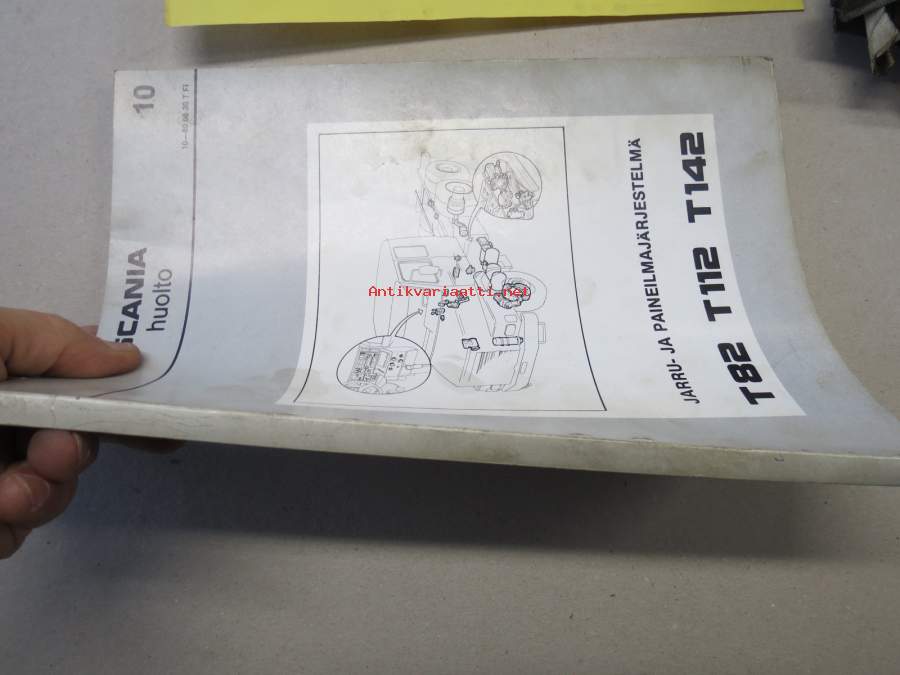 SCANIA
huolto
10
JARRU- JA PAINEILMAJÄRJESTELMÄ
T82 T112 T142
Antikvariaatti.net